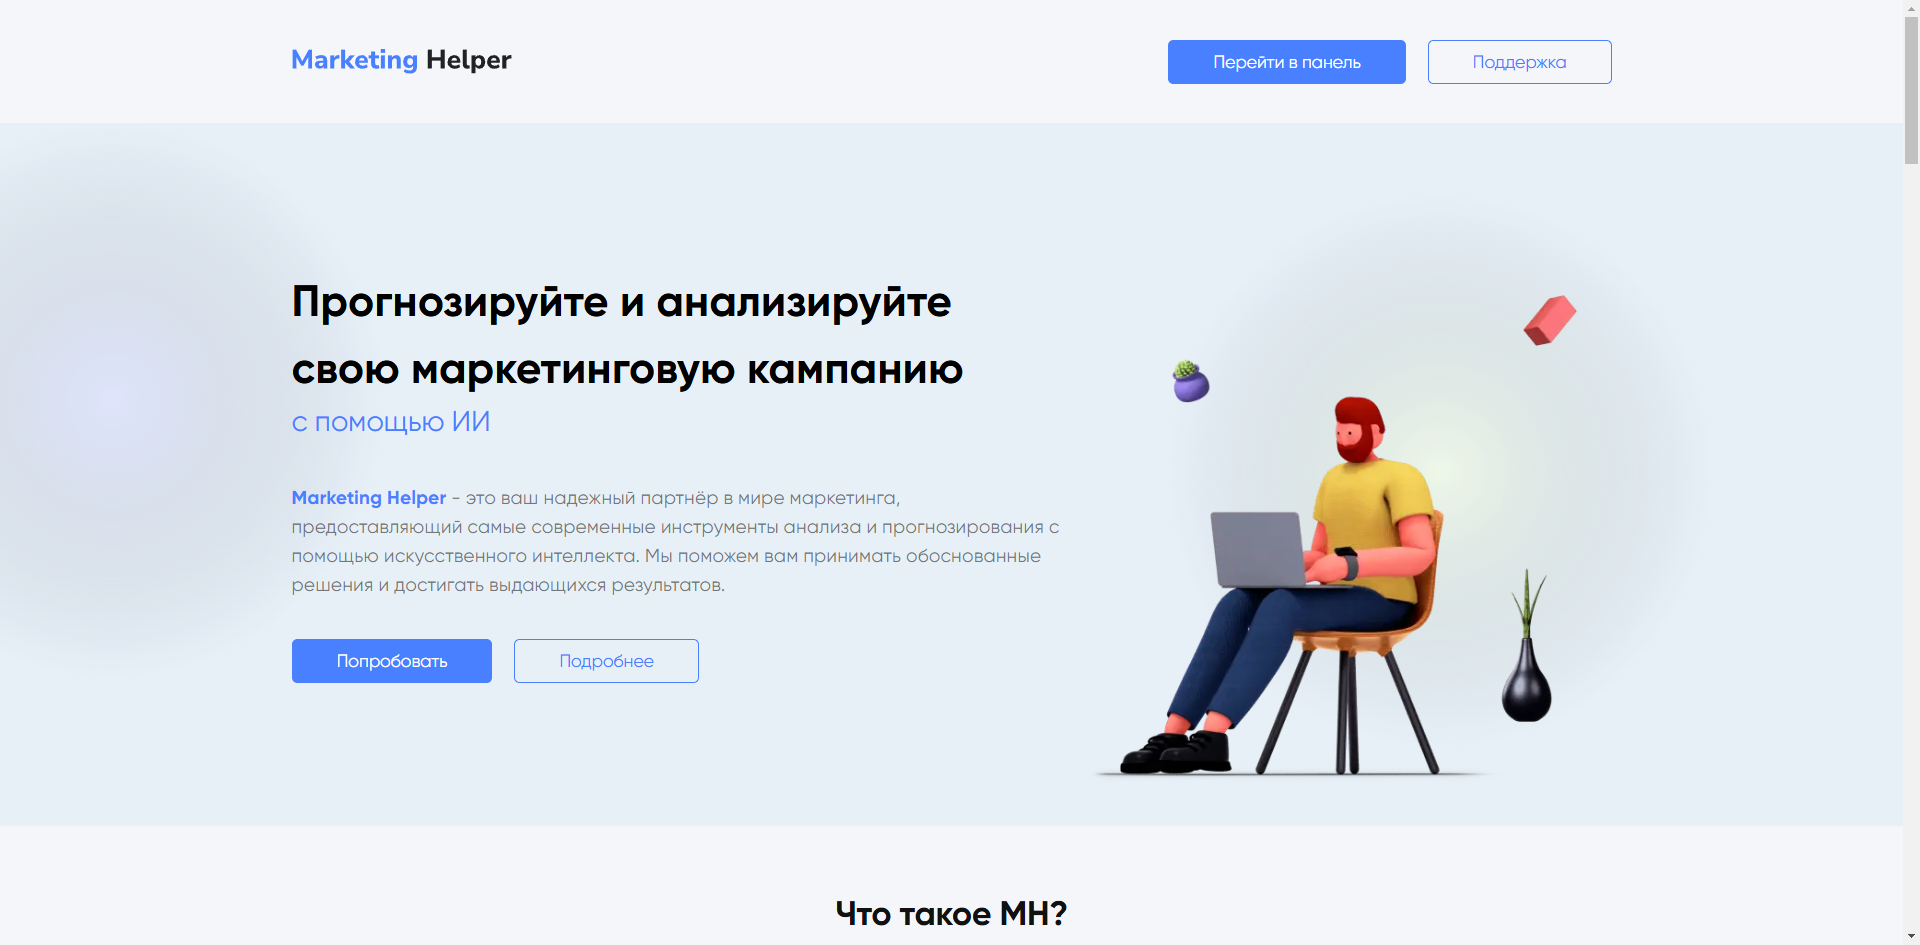 Marketing Helper
Перейти в панель
Поддержка
Прогнозируйте и анализируйте
свою маркетинговую кампанию
с помощью ИИ
Marketing Helper - это ваш надежный партнёр в мире маркетинга,
предоставляющий самые современные инструменты анализа и прогнозирования с
помощью искусственного интеллекта. Мы поможем вам принимать обоснованные
решения и достигать выдающихся результатов.
Попробовать
Подробнее
Что такое МН?